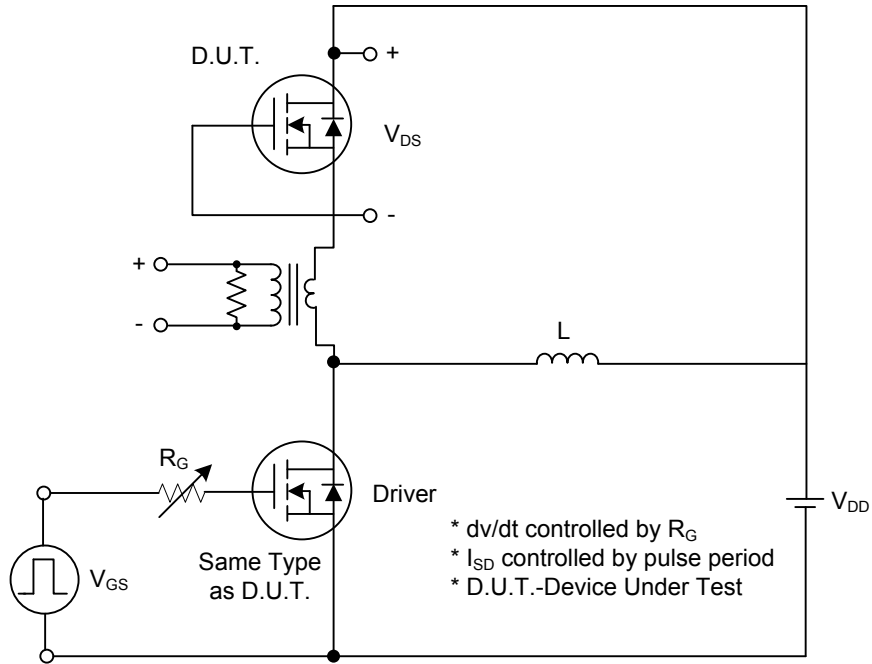 D.U.T.
+
V_DS
-
+
-
L
R_G
Driver
V_DD
V_GS
Same Type
as D.U.T.
* dv/dt controlled by R_G
* I_SD controlled by pulse period
* D.U.T.-Device Under Test